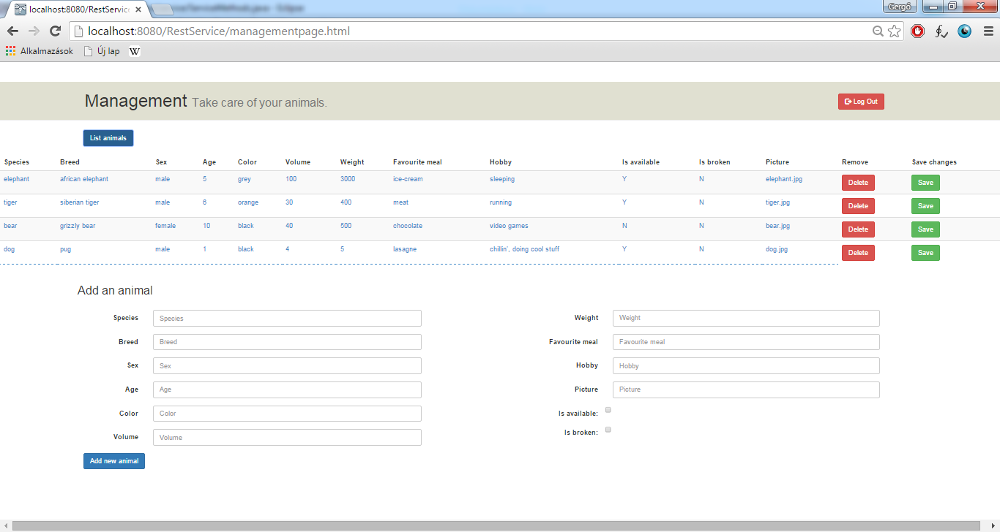 localhost:8080/RestService
Gergő
localhost:8080/RestService/managementpage.html
Alkalmazások Új lap W
Management Take care of your animals. Log Out
List animals
Species Breed Sex Age Color Volume Weight Favourite meal Hobby Is available Is broken Picture Remove Save changes
elephant african elephant male 5 grey 100 3000 ice-cream sleeping Y N elephant.jpg Delete Save
tiger siberian tiger male 6 orange 30 400 meat running Y N tiger.jpg Delete Save
bear grizzly bear female 10 black 40 500 chocolate video games N N bear.jpg Delete Save
dog pug male 1 black 4 5 lasagne chillin', doing cool stuff Y N dog.jpg Delete Save
Add an animal
Species Species Weight Weight
Breed Breed Favourite meal Favourite meal
Sex Sex Hobby Hobby
Age Age Picture Picture
Color Color Is available:
Volume Volume Is broken:
Add new animal